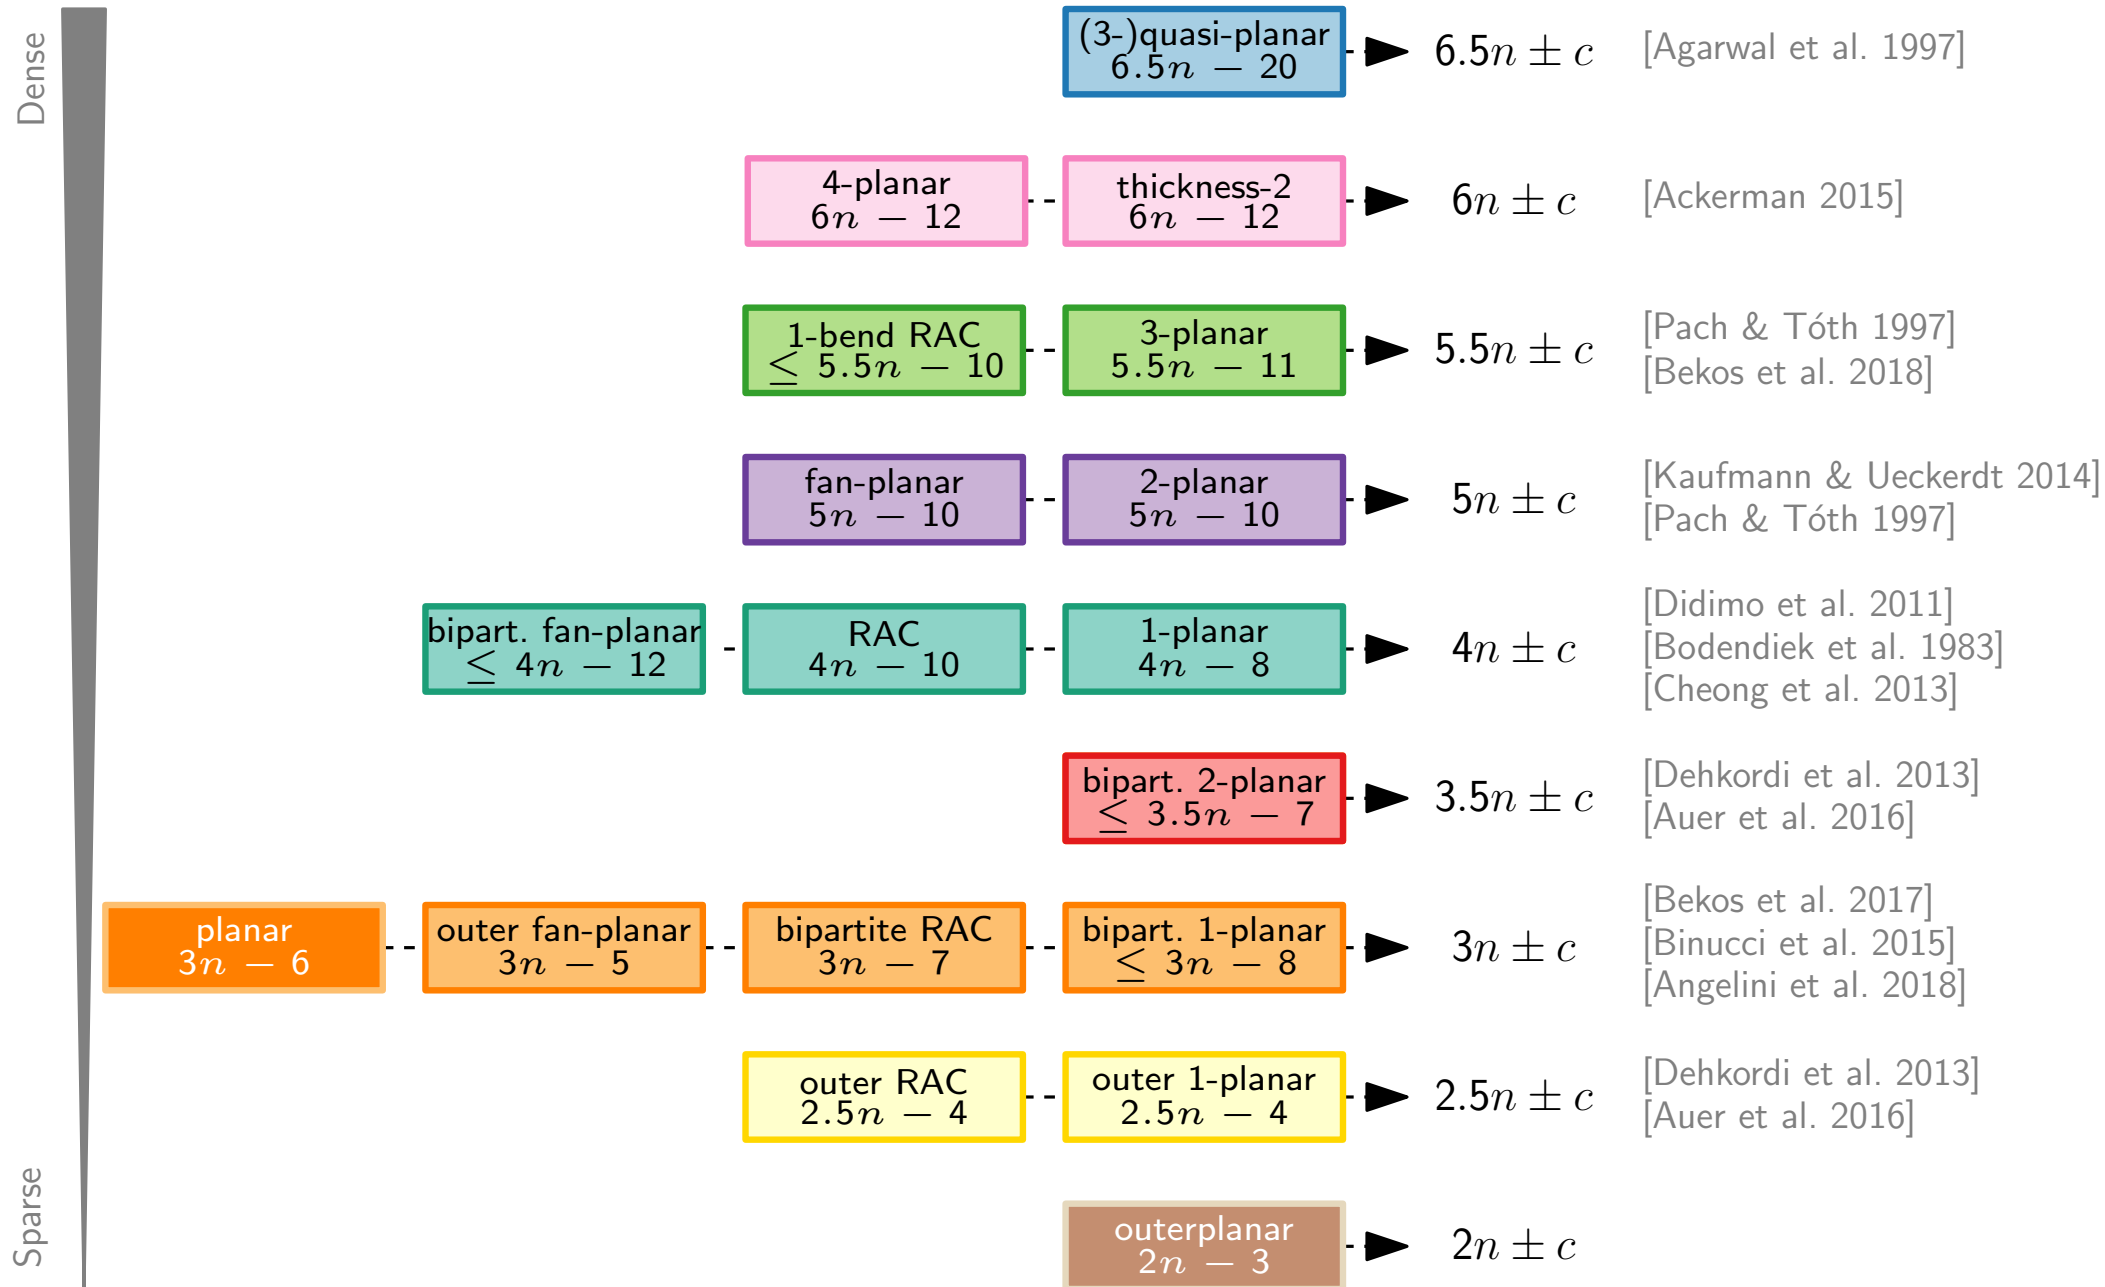 Dense
(3-)quasi-planar
6.5n − 20
6.5n ± c
[Agarwal et al. 1997]
4-planar
6n − 12
thickness-2
6n − 12
6n ± c
[Ackerman 2015]
1-bend RAC
≤ 5.5n − 10
3-planar
5.5n − 11
5.5n ± c
[Pach & Tóth 1997]
[Bekos et al. 2018]
fan-planar
5n − 10
2-planar
5n − 10
5n ± c
[Kaufmann & Ueckerdt 2014]
[Pach & Tóth 1997]
bipart. fan-planar
≤ 4n − 12
RAC
4n − 10
1-planar
4n − 8
4n ± c
[Didimo et al. 2011]
[Bodendiek et al. 1983]
[Cheong et al. 2013]
bipart. 2-planar
≤ 3.5n − 7
3.5n ± c
[Dehkordi et al. 2013]
[Auer et al. 2016]
planar
3n − 6
outer fan-planar
3n − 5
bipartite RAC
3n − 7
bipart. 1-planar
≤ 3n − 8
3n ± c
[Bekos et al. 2017]
[Binucci et al. 2015]
[Angelini et al. 2018]
outer RAC
2.5n − 4
outer 1-planar
2.5n − 4
2.5n ± c
[Dehkordi et al. 2013]
[Auer et al. 2016]
Sparse
outerplanar
2n − 3
2n ± c